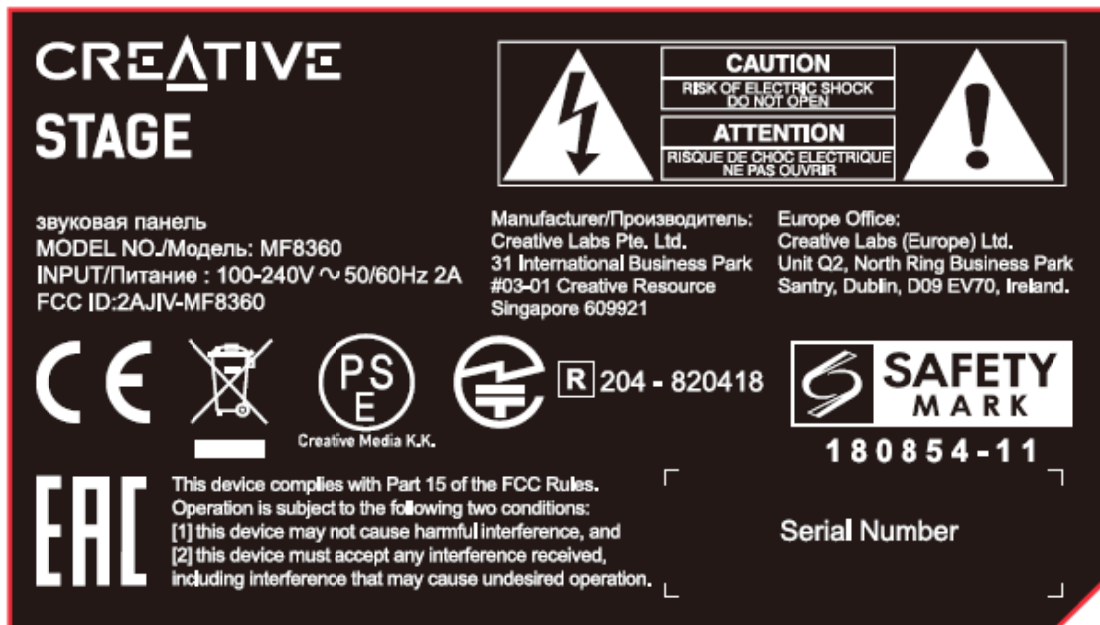 CREATIVE
STAGE
CAUTION
RISK OF ELECTRIC SHOCK
DO NOT OPEN
ATTENTION
RISQUE DE CHOC ELECTRIQUE
NE PAS OUVRIR
звуковая панель
MODEL NO./Модель: MF8360
INPUT/Питание : 100-240V ~ 50/60Hz 2A
FCC ID:2AJIV-MF8360
Manufacturer/Производитель:
Creative Labs Pte. Ltd.
31 International Business Park
#03-01 Creative Resource
Singapore 609921
Europe Office:
Creative Labs (Europe) Ltd.
Unit Q2, North Ring Business Park
Santry, Dublin, D09 EV70, Ireland.
CE
PS
E
Creative Media K.K.
R 204 - 820418
SAFETY
MARK
180854-11
EAC
This device complies with Part 15 of the FCC Rules.
Operation is subject to the following two conditions:
[1] this device may not cause harmful interference, and
[2] this device must accept any interference received,
including interference that may cause undesired operation.
Serial Number